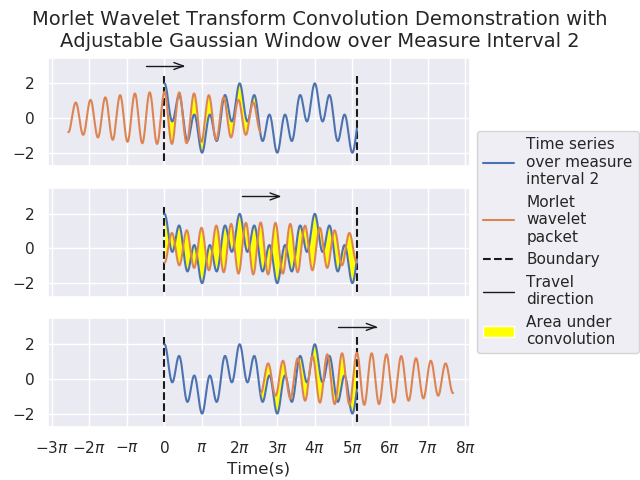 Morlet Wavelet Transform Convolution Demonstration with
Adjustable Gaussian Window over Measure Interval 2
2
0
−2
2
0
−2
2
0
−2
−3π −2π −π 0 π 2π 3π 4π 5π 6π 7π 8π
Time(s)
Time series
over measure
interval 2
Morlet
wavelet
packet
Boundary
Travel
direction
Area under
convolution